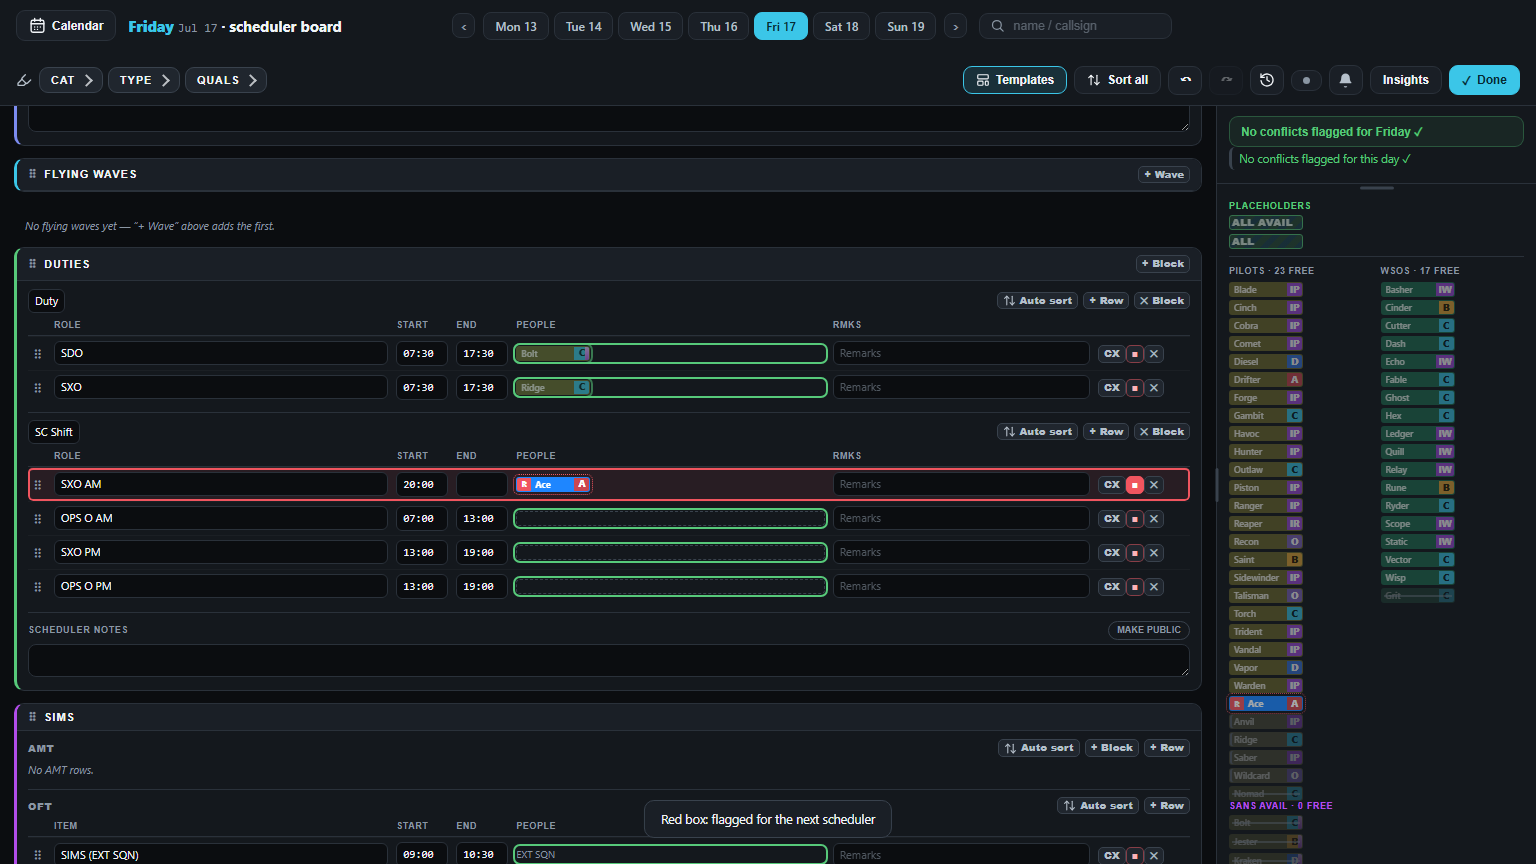 Calendar
Friday Jul 17 · scheduler board
‹ Mon 13 Tue 14 Wed 15 Thu 16 Fri 17 Sat 18 Sun 19 ›
name / callsign
CAT TYPE QUALS
Templates Sort all Insights ✓ Done
FLYING WAVES
+ Wave
No flying waves yet — "+ Wave" above adds the first.
DUTIES
+ Block
Duty
Auto sort + Row × Block
ROLE START END PEOPLE RMKS
SDO 07:30 17:30 Bolt C Remarks CX
SXO 07:30 17:30 Ridge C Remarks CX
SC Shift
Auto sort + Row × Block
ROLE START END PEOPLE RMKS
SXO AM 20:00 R Ace A Remarks CX
OPS O AM 07:00 13:00 Remarks CX
SXO PM 13:00 19:00 Remarks CX
OPS O PM 13:00 19:00 Remarks CX
SCHEDULER NOTES
MAKE PUBLIC
SIMS
AMT
Auto sort + Block + Row
No AMT rows.
OFT
Auto sort + Row
ITEM START END PEOPLE
SIMS (EXT SQN) 09:00 10:30 EXT SQN Remarks CX
Red box: flagged for the next scheduler
No conflicts flagged for Friday ✓
No conflicts flagged for this day ✓
PLACEHOLDERS
ALL AVAIL
ALL
PILOTS · 23 FREE
Blade IP
Cinch IP
Cobra IP
Comet IP
Diesel D
Drifter A
Forge IP
Gambit C
Havoc IP
Hunter IP
Outlaw C
Piston IP
Ranger IP
Reaper IR
Recon O
Saint B
Sidewinder IP
Talisman O
Torch C
Trident IP
Vandal IP
Vapor D
Warden IP
R Ace A
Anvil IP
Ridge C
Saber IP
Wildcard O
Nomad C
WSOS · 17 FREE
Basher IW
Cinder B
Cutter C
Dash C
Echo IW
Fable C
Ghost C
Hex C
Ledger IW
Quill IW
Relay IW
Rune B
Ryder C
Scope IW
Static IW
Vector C
Wisp C
Grit C
SANS AVAIL · 0 FREE
Bolt C
Jester B
Kraken